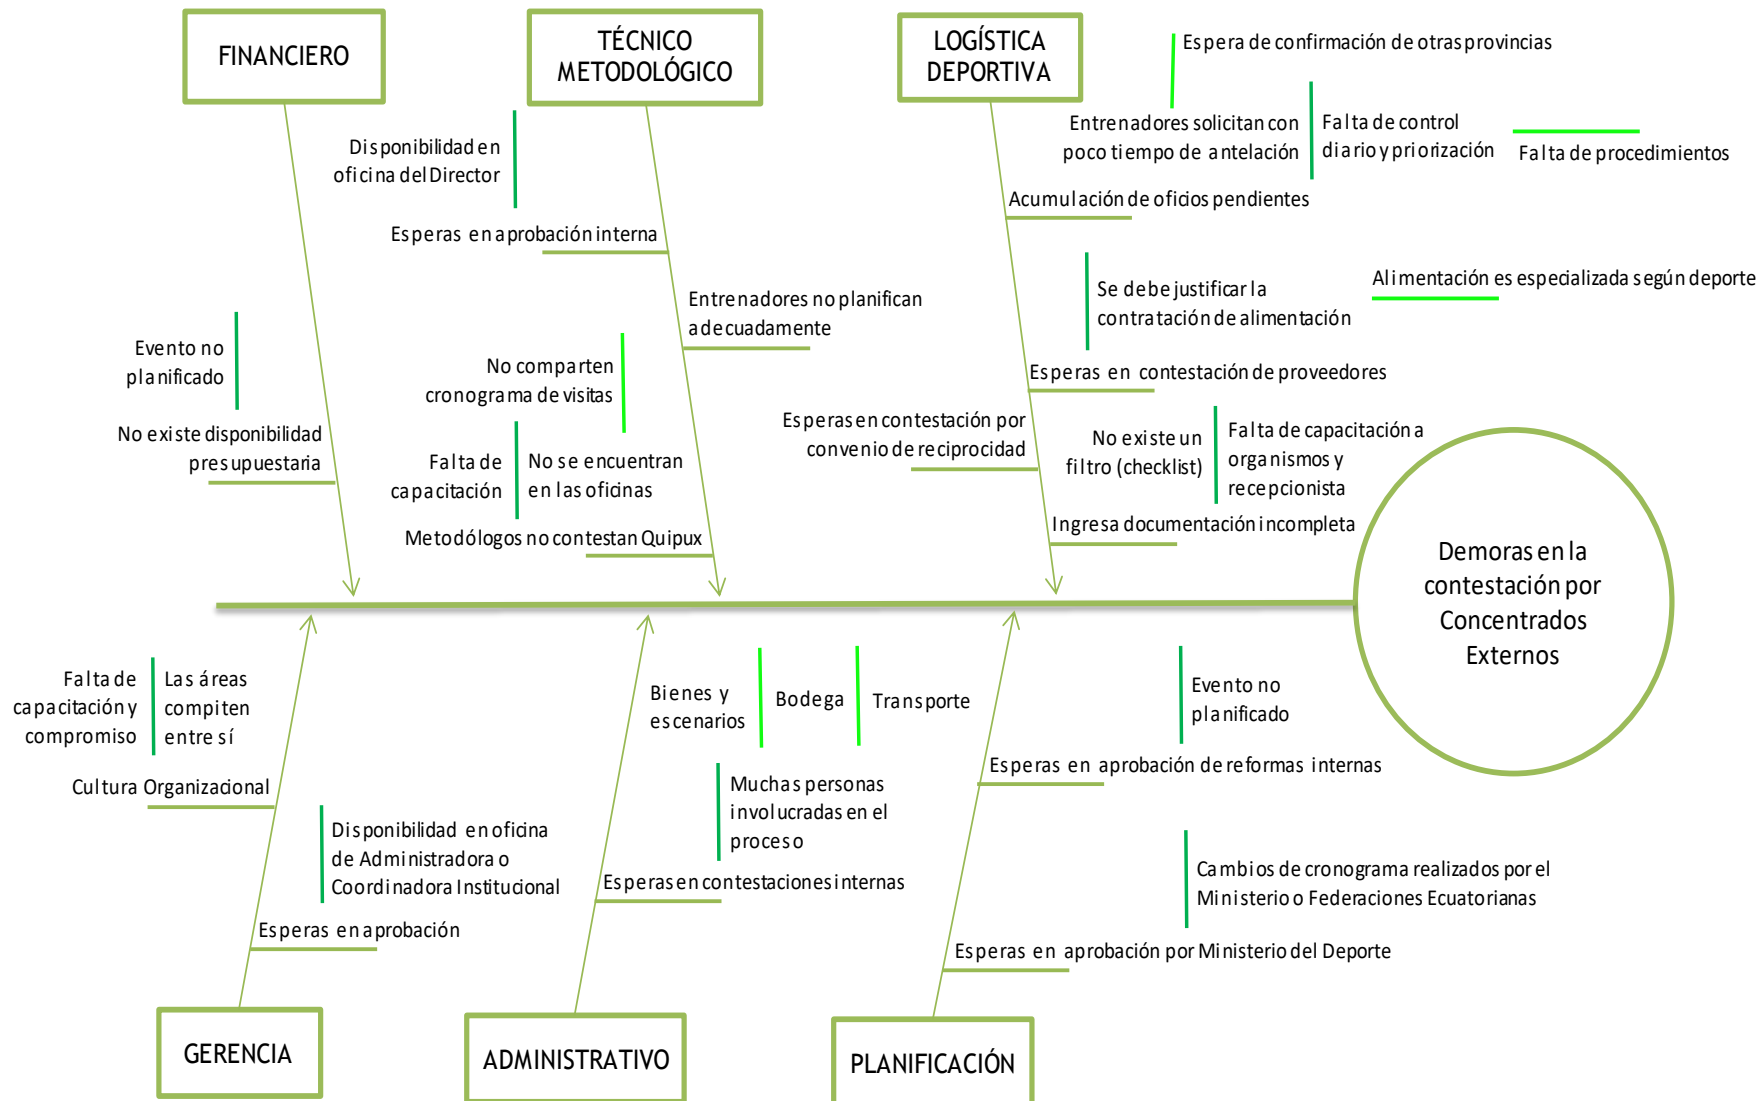 FINANCIERO
TÉCNICO
METODOLÓGICO
LOGÍSTICA
DEPORTIVA
Espera de confirmación de otras provincias
Entrenadores solicitan con
poco tiempo de antelación
Falta de control
diario y priorización
Falta de procedimientos
Acumulación de oficios pendientes
Disponibilidad en
oficina del Director
Esperas en aprobación interna
Se debe justificar la
contratación de alimentación
Alimentación es especializada según deporte
Esperas en contestación de proveedores
Entrenadores no planifican
adecuadamente
Evento no
planificado
No existe disponibilidad
presupuestaria
No comparten
cronograma de visitas
Falta de
capacitación
No se encuentran
en las oficinas
Metodólogos no contestan Quipux
Esperas en contestación por
convenio de reciprocidad
No existe un
filtro (checklist)
Falta de capacitación a
organismos y
recepcionista
Ingresa documentación incompleta
Demoras en la
contestación por
Concentrados
Externos
Falta de
capacitación y
compromiso
Las áreas
compiten
entre sí
Cultura Organizacional
Disponibilidad en oficina
de Administradora o
Coordinadora Institucional
Esperas en aprobación
Bienes y
escenarios
Bodega
Transporte
Muchas personas
involucradas en el
proceso
Esperas en contestaciones internas
Evento no
planificado
Esperas en aprobación de reformas internas
Cambios de cronograma realizados por el
Ministerio o Federaciones Ecuatorianas
Esperas en aprobación por Ministerio del Deporte
GERENCIA
ADMINISTRATIVO
PLANIFICACIÓN